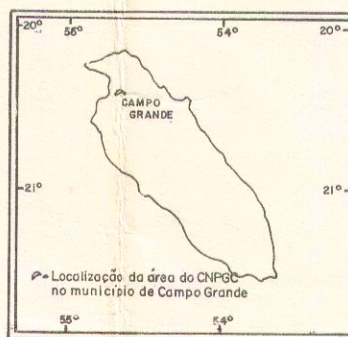 55° 54°
-20° 20°-
CAMPO
GRANDE
-21° 21°-
Localização da área do CNPGC
no município de Campo Grande
55° 54°